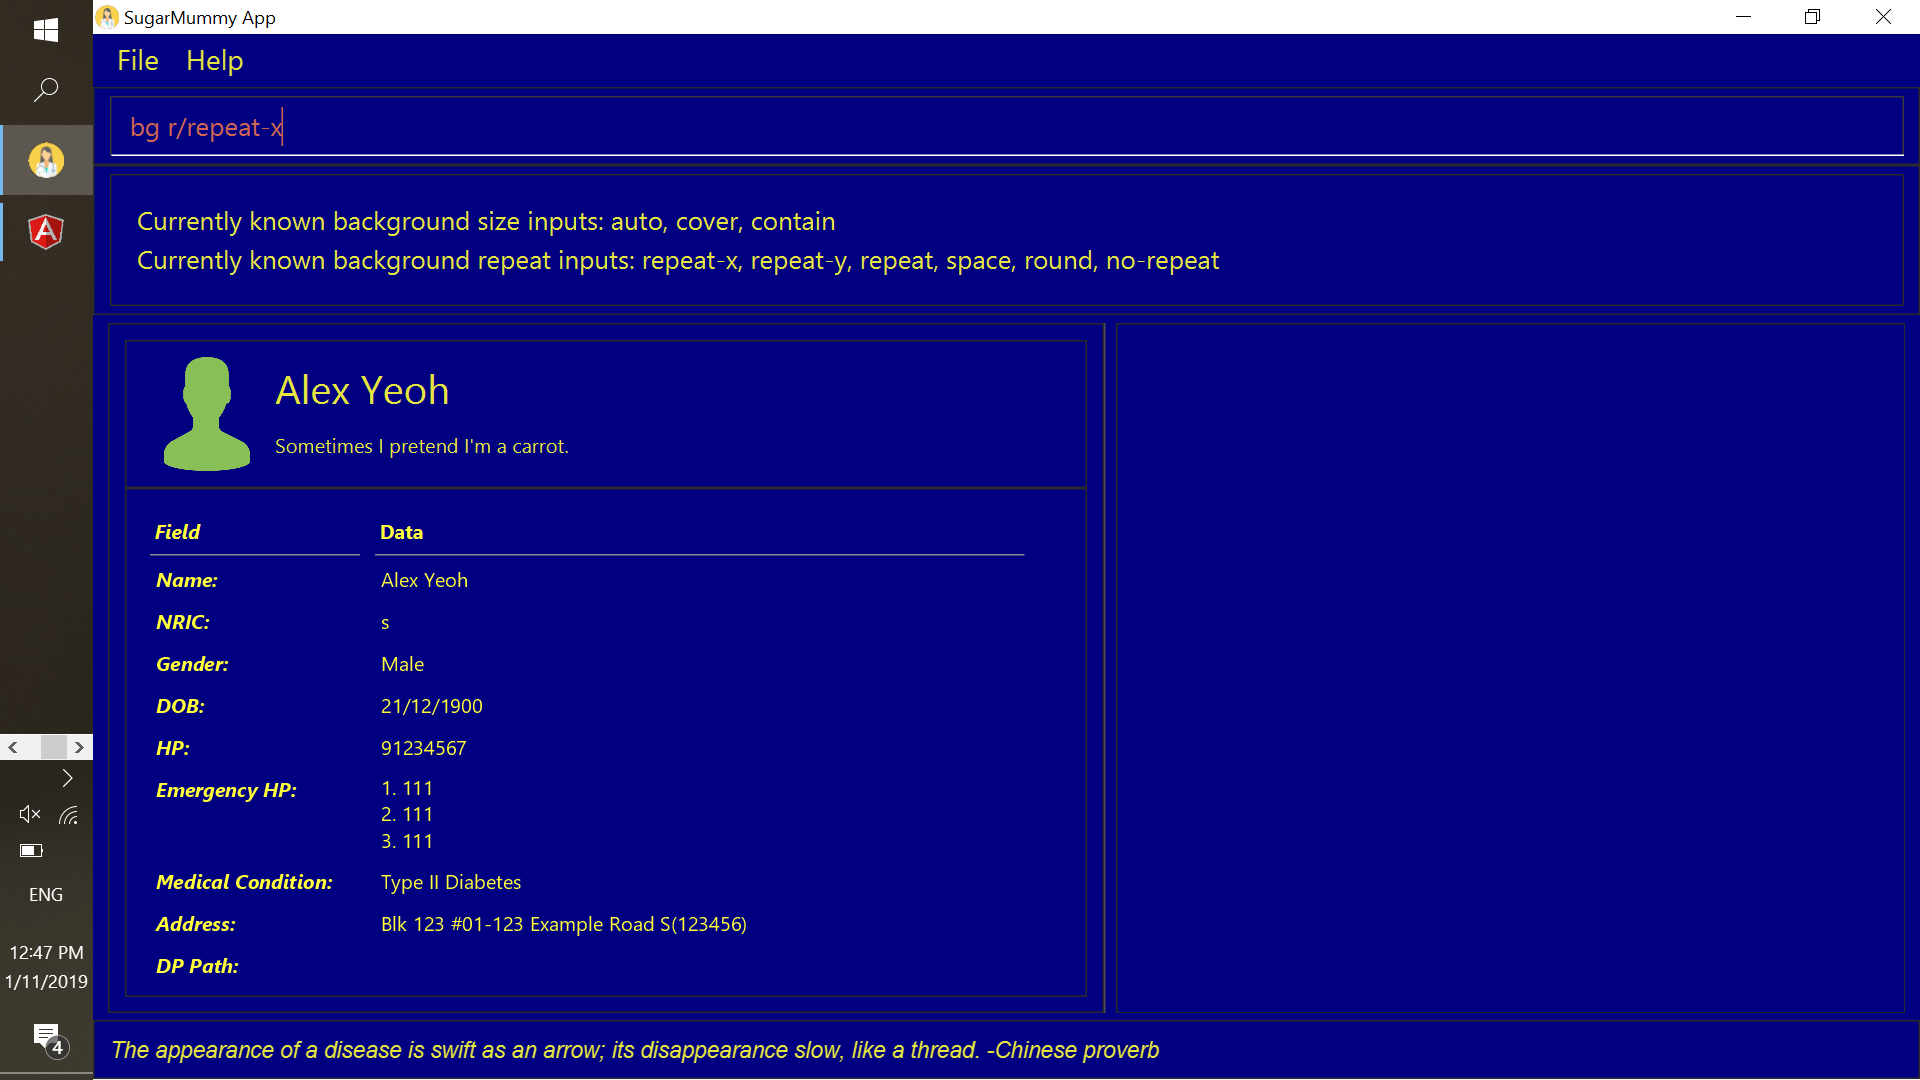 SugarMummy App
File Help
bg r/repeat-x
Currently known background size inputs: auto, cover, contain
Currently known background repeat inputs: repeat-x, repeat-y, repeat, space, round, no-repeat
Alex Yeoh
Sometimes I pretend I'm a carrot.
Field Data
Name: Alex Yeoh
NRIC: s
Gender: Male
DOB: 21/12/1900
HP: 91234567
Emergency HP: 1. 111
2. 111
3. 111
Medical Condition: Type II Diabetes
Address: Blk 123 #01-123 Example Road S(123456)
DP Path:
The appearance of a disease is swift as an arrow; its disappearance slow, like a thread. -Chinese proverb
A
ENG
12:47 PM
1/11/2019
4